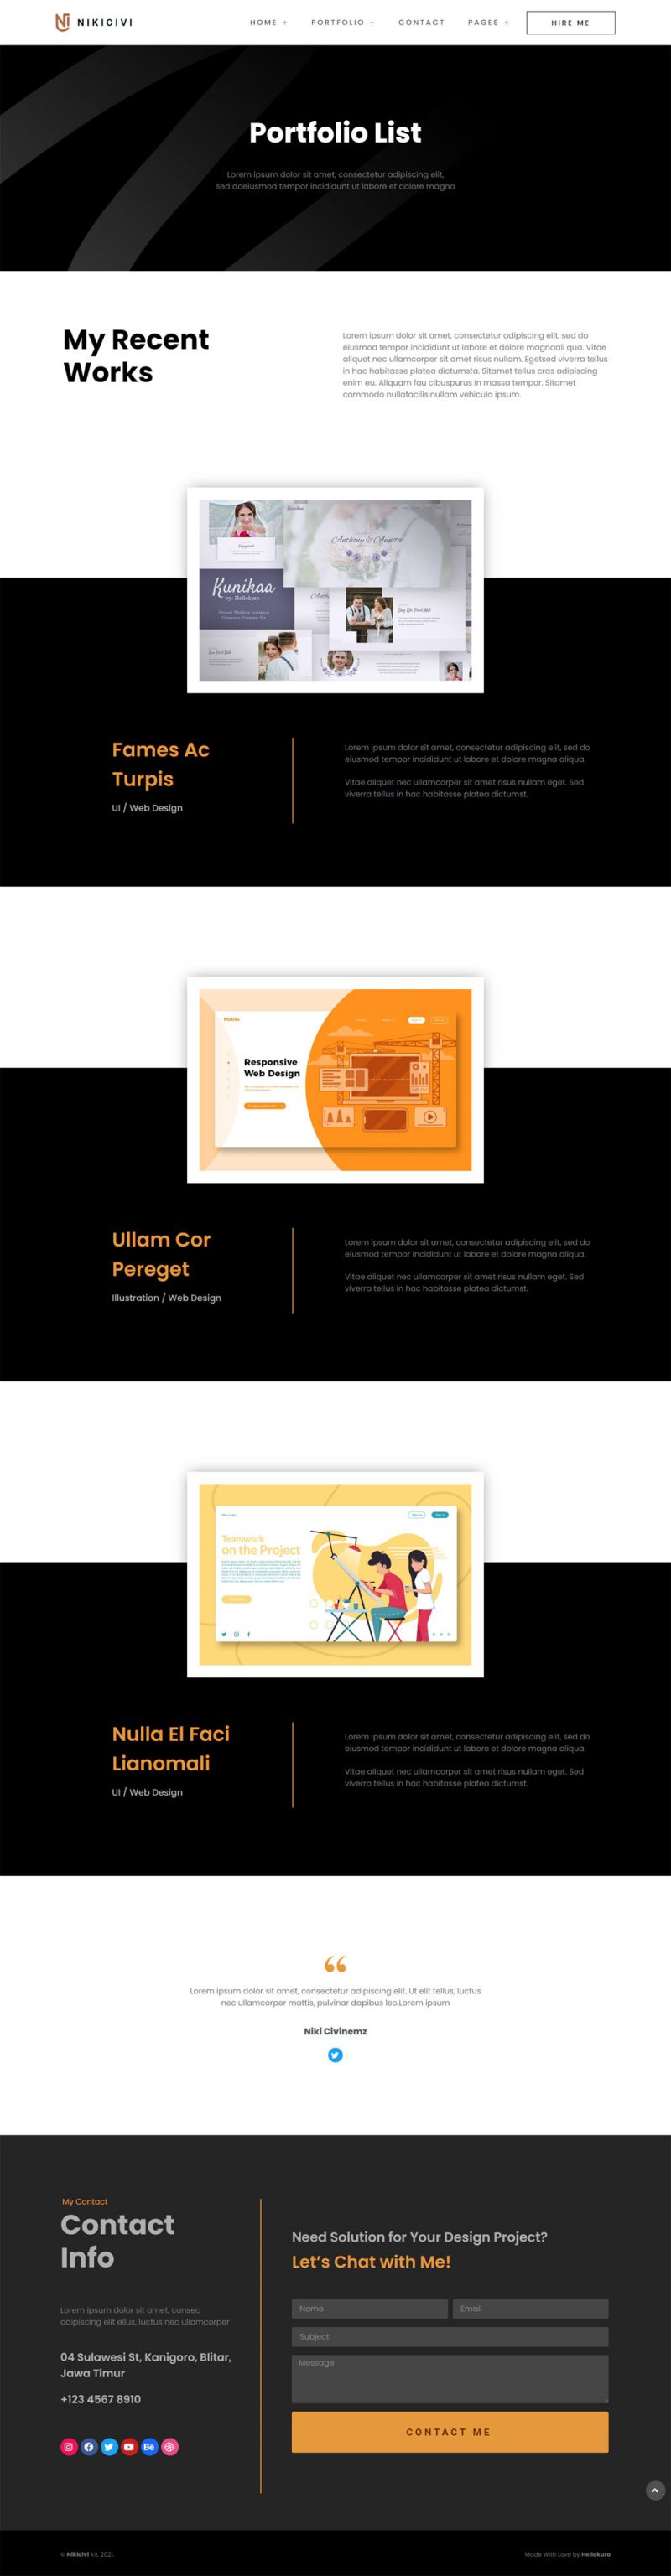 NIKICIVI
HOME +
PORTFOLIO +
CONTACT
PAGES +
HIRE ME
Portfolio List
Lorem ipsum dolor sit amet, consectetur adipiscing elit,
sed doeiusmod tempor incididunt ut labore et dolore magna
My Recent
Works
Lorem ipsum dolor sit amet, consectetur adipiscing elit, sed do
eiusmod tempor incididunt ut labore et dolore magnaali qua. Vitae
aliquet nec ullamcorper sit amet risus nullam. Egetsed viverra tellus
in hac habitasse platea dictumsta. Sitamet tellus cras adipiscing
enim eu. Aliquam fau cibuspurus in massa tempor. Sitamet
commodo nullafacilisinullam vehicula ipsum.
Anthony & Annette
Kunikaa
by: Hellokuro
Fames Ac
Turpis
UI / Web Design
Lorem ipsum dolor sit amet, consectetur adipiscing elit, sed do
eiusmod tempor incididunt ut labore et dolore magna aliqua.
Vitae aliquet nec ullamcorper sit amet risus nullam eget. Sed
viverra tellus in hac habitasse platea dictumst.
Responsive
Web Design
Ullam Cor
Pereget
Illustration / Web Design
Lorem ipsum dolor sit amet, consectetur adipiscing elit, sed do
eiusmod tempor incididunt ut labore et dolore magna aliqua.
Vitae aliquet nec ullamcorper sit amet risus nullam eget. Sed
viverra tellus in hac habitasse platea dictumst.
Teamwork
on the Project
Nulla El Faci
Lianomali
UI / Web Design
Lorem ipsum dolor sit amet, consectetur adipiscing elit, sed do
eiusmod tempor incididunt ut labore et dolore magna aliqua.
Vitae aliquet nec ullamcorper sit amet risus nullam eget. Sed
viverra tellus in hac habitasse platea dictumst.
Lorem ipsum dolor sit amet, consectetur adipiscing elit. Ut elit tellus, luctus
nec ullamcorper mattis, pulvinar dapibus leo.Lorem ipsum
Niki Civinemz
My Contact
Contact
Info
Lorem ipsum dolor sit amet, consec
adipiscing elit ellus, luctus nec ullamcorper
04 Sulawesi St, Kanigoro, Blitar,
Jawa Timur
+123 4567 8910
Bē
Need Solution for Your Design Project?
Let's Chat with Me!
Name
Email
Subject
Message
CONTACT ME
© Nikicivi Kit. 2021.
Made With Love by Hellokuro